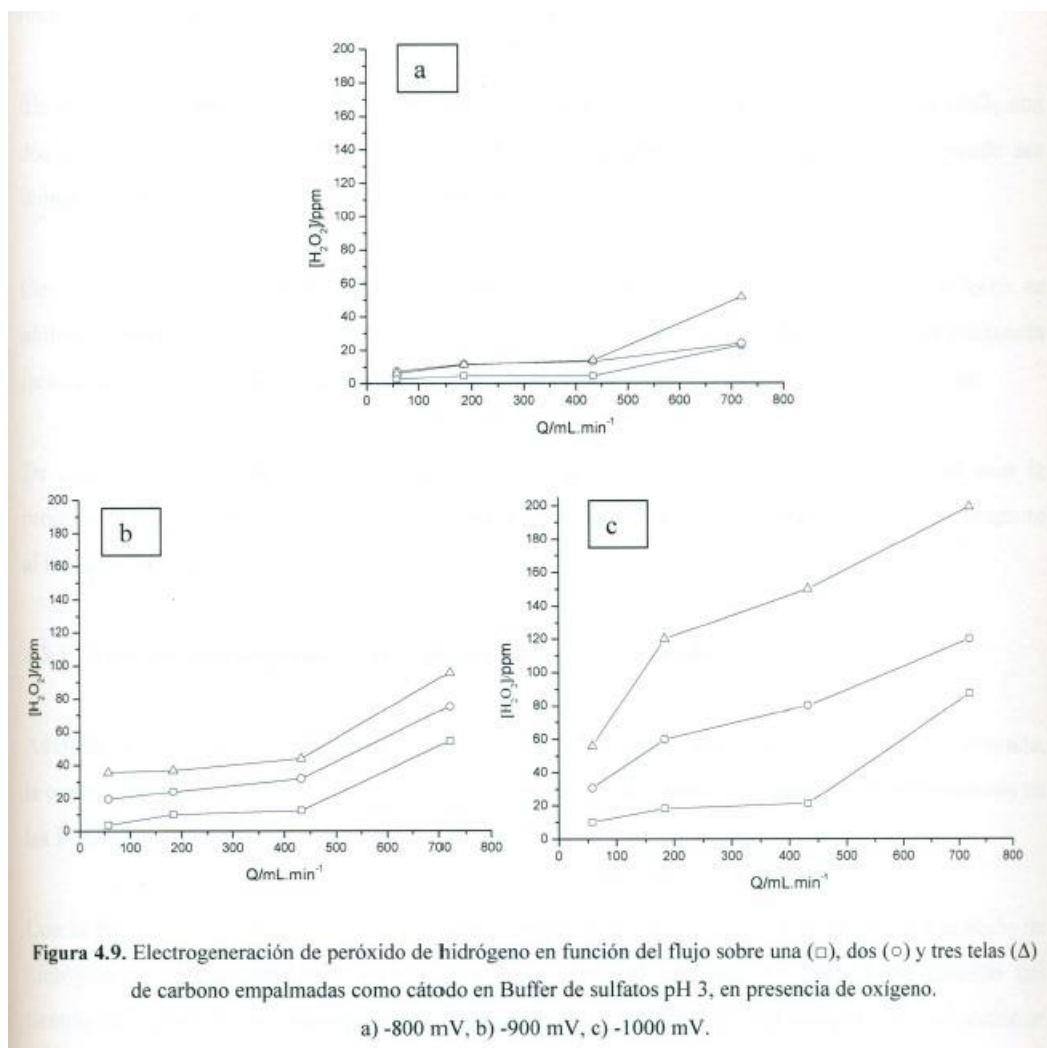 a
200
180
160
140
120
100
80
60
40
20
0
[H₂O₂]/ppm
0 100 200 300 400 500 600 700 800
Q/mL.min⁻¹
b
200
180
160
140
120
100
80
60
40
20
0
[H₂O₂]/ppm
0 100 200 300 400 500 600 700 800
Q/mL.min⁻¹
c
200
180
160
140
120
100
80
60
40
20
0
[H₂O₂]/ppm
0 100 200 300 400 500 600 700 800
Q/mL.min⁻¹
Figura 4.9. Electrogeneración de peróxido de hidrógeno en función del flujo sobre una (□), dos (○) y tres telas (Δ)
de carbono empalmadas como cátodo en Buffer de sulfatos pH 3, en presencia de oxígeno.
a) -800 mV, b) -900 mV, c) -1000 mV.